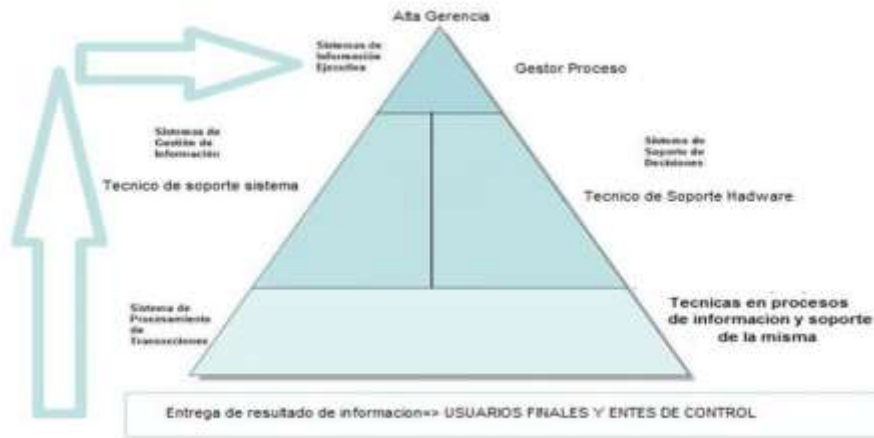 Alta Gerencia
Sistemas de
Información
Ejecutiva
Gestor Proceso
Sistemas de
Gestión de
Información
Sistema de
Soporte de
Decisiones
Tecnico de soporte sistema
Tecnico de Soporte Hadware
Sistema de
Procesamiento
de
Transacciones
Tecnicas en procesos
de informacion y soporte
de la misma
Entrega de resultado de informacion=> USUARIOS FINALES Y ENTES DE CONTROL